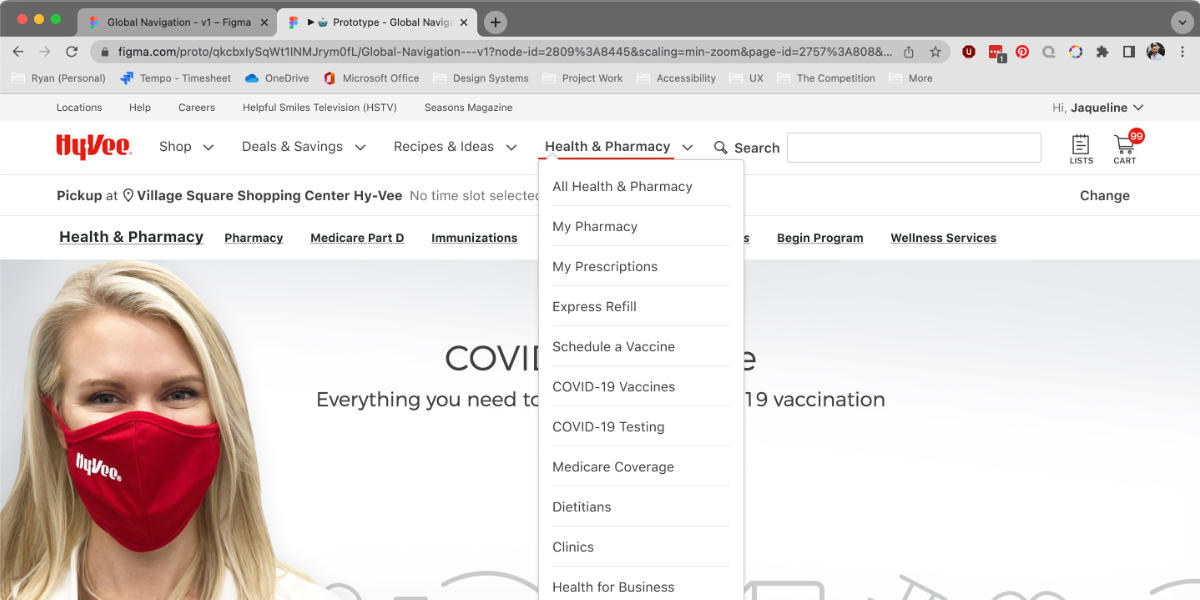 Global Navigation - v1 – Figma
Prototype - Global Navig
figma.com/proto/qkcbxIySqWt1INMJrym0fL/Global-Navigation---v1?node-id=2809%3A8445&scaling=min-zoom&page-id=2757%3A808&...
1
Ryan (Personal) Tempo - Timesheet OneDrive Microsoft Office Design Systems Project Work Accessibility UX The Competition More
Locations Help Careers Helpful Smiles Television (HSTV) Seasons Magazine Hi, Jaqueline
HyVee Shop Deals & Savings Recipes & Ideas Health & Pharmacy Search LISTS CART 99
Pickup at Village Square Shopping Center Hy-Vee No time slot selected Change
Health & Pharmacy Pharmacy Medicare Part D Immunizations s Begin Program Wellness Services
All Health & Pharmacy
My Pharmacy
My Prescriptions
Express Refill
Schedule a Vaccine
COVID-19 Vaccines
COVID-19 Testing
Medicare Coverage
Dietitians
Clinics
Health for Business
COVID e
Everything you need to 19 vaccination
HyVee